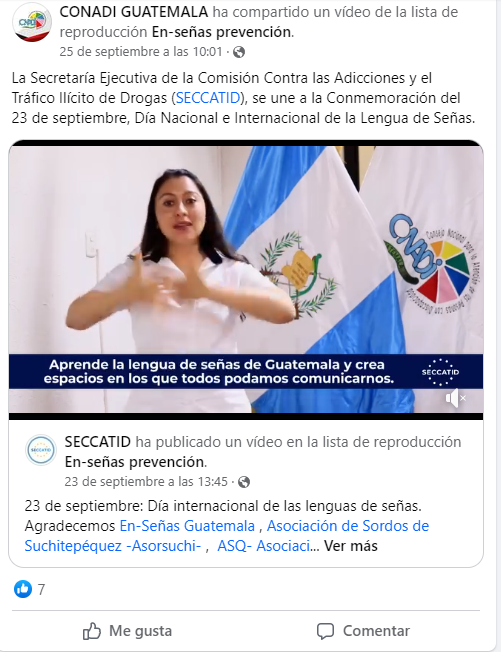 CONADI GUATEMALA ha compartido un vídeo de la lista de
reproducción En-señas prevención.
25 de septiembre a las 10:01 ·
La Secretaría Ejecutiva de la Comisión Contra las Adicciones y el
Tráfico Ilícito de Drogas (SECCATID), se une a la Conmemoración del
23 de septiembre, Día Nacional e Internacional de la Lengua de Señas.
CONADI
Aprende la lengua de señas de Guatemala y crea
espacios en los que todos podamos comunicarnos.
SECCATID
SECCATID ha publicado un vídeo en la lista de reproducción
En-señas prevención.
23 de septiembre a las 13:45 ·
23 de septiembre: Día internacional de las lenguas de señas.
Agradecemos En-Señas Guatemala , Asociación de Sordos de
Suchitepéquez -Asorsuchi- , ASQ- Asociaci... Ver más
7
Me gusta
Comentar